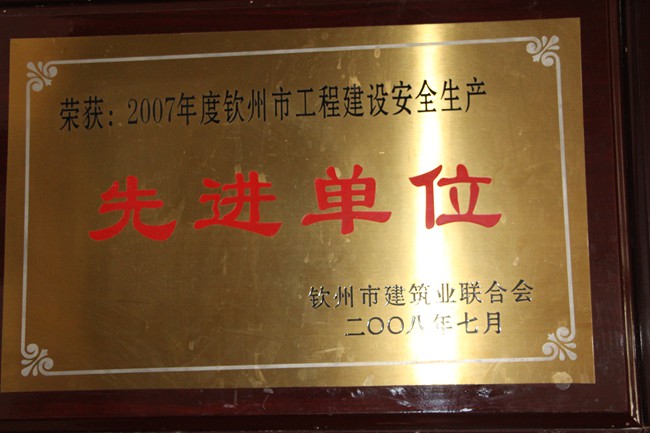 荣获：2007年度钦州市工程建设安全生产
先进单位
钦州市建筑业联合会
二〇〇八年七月